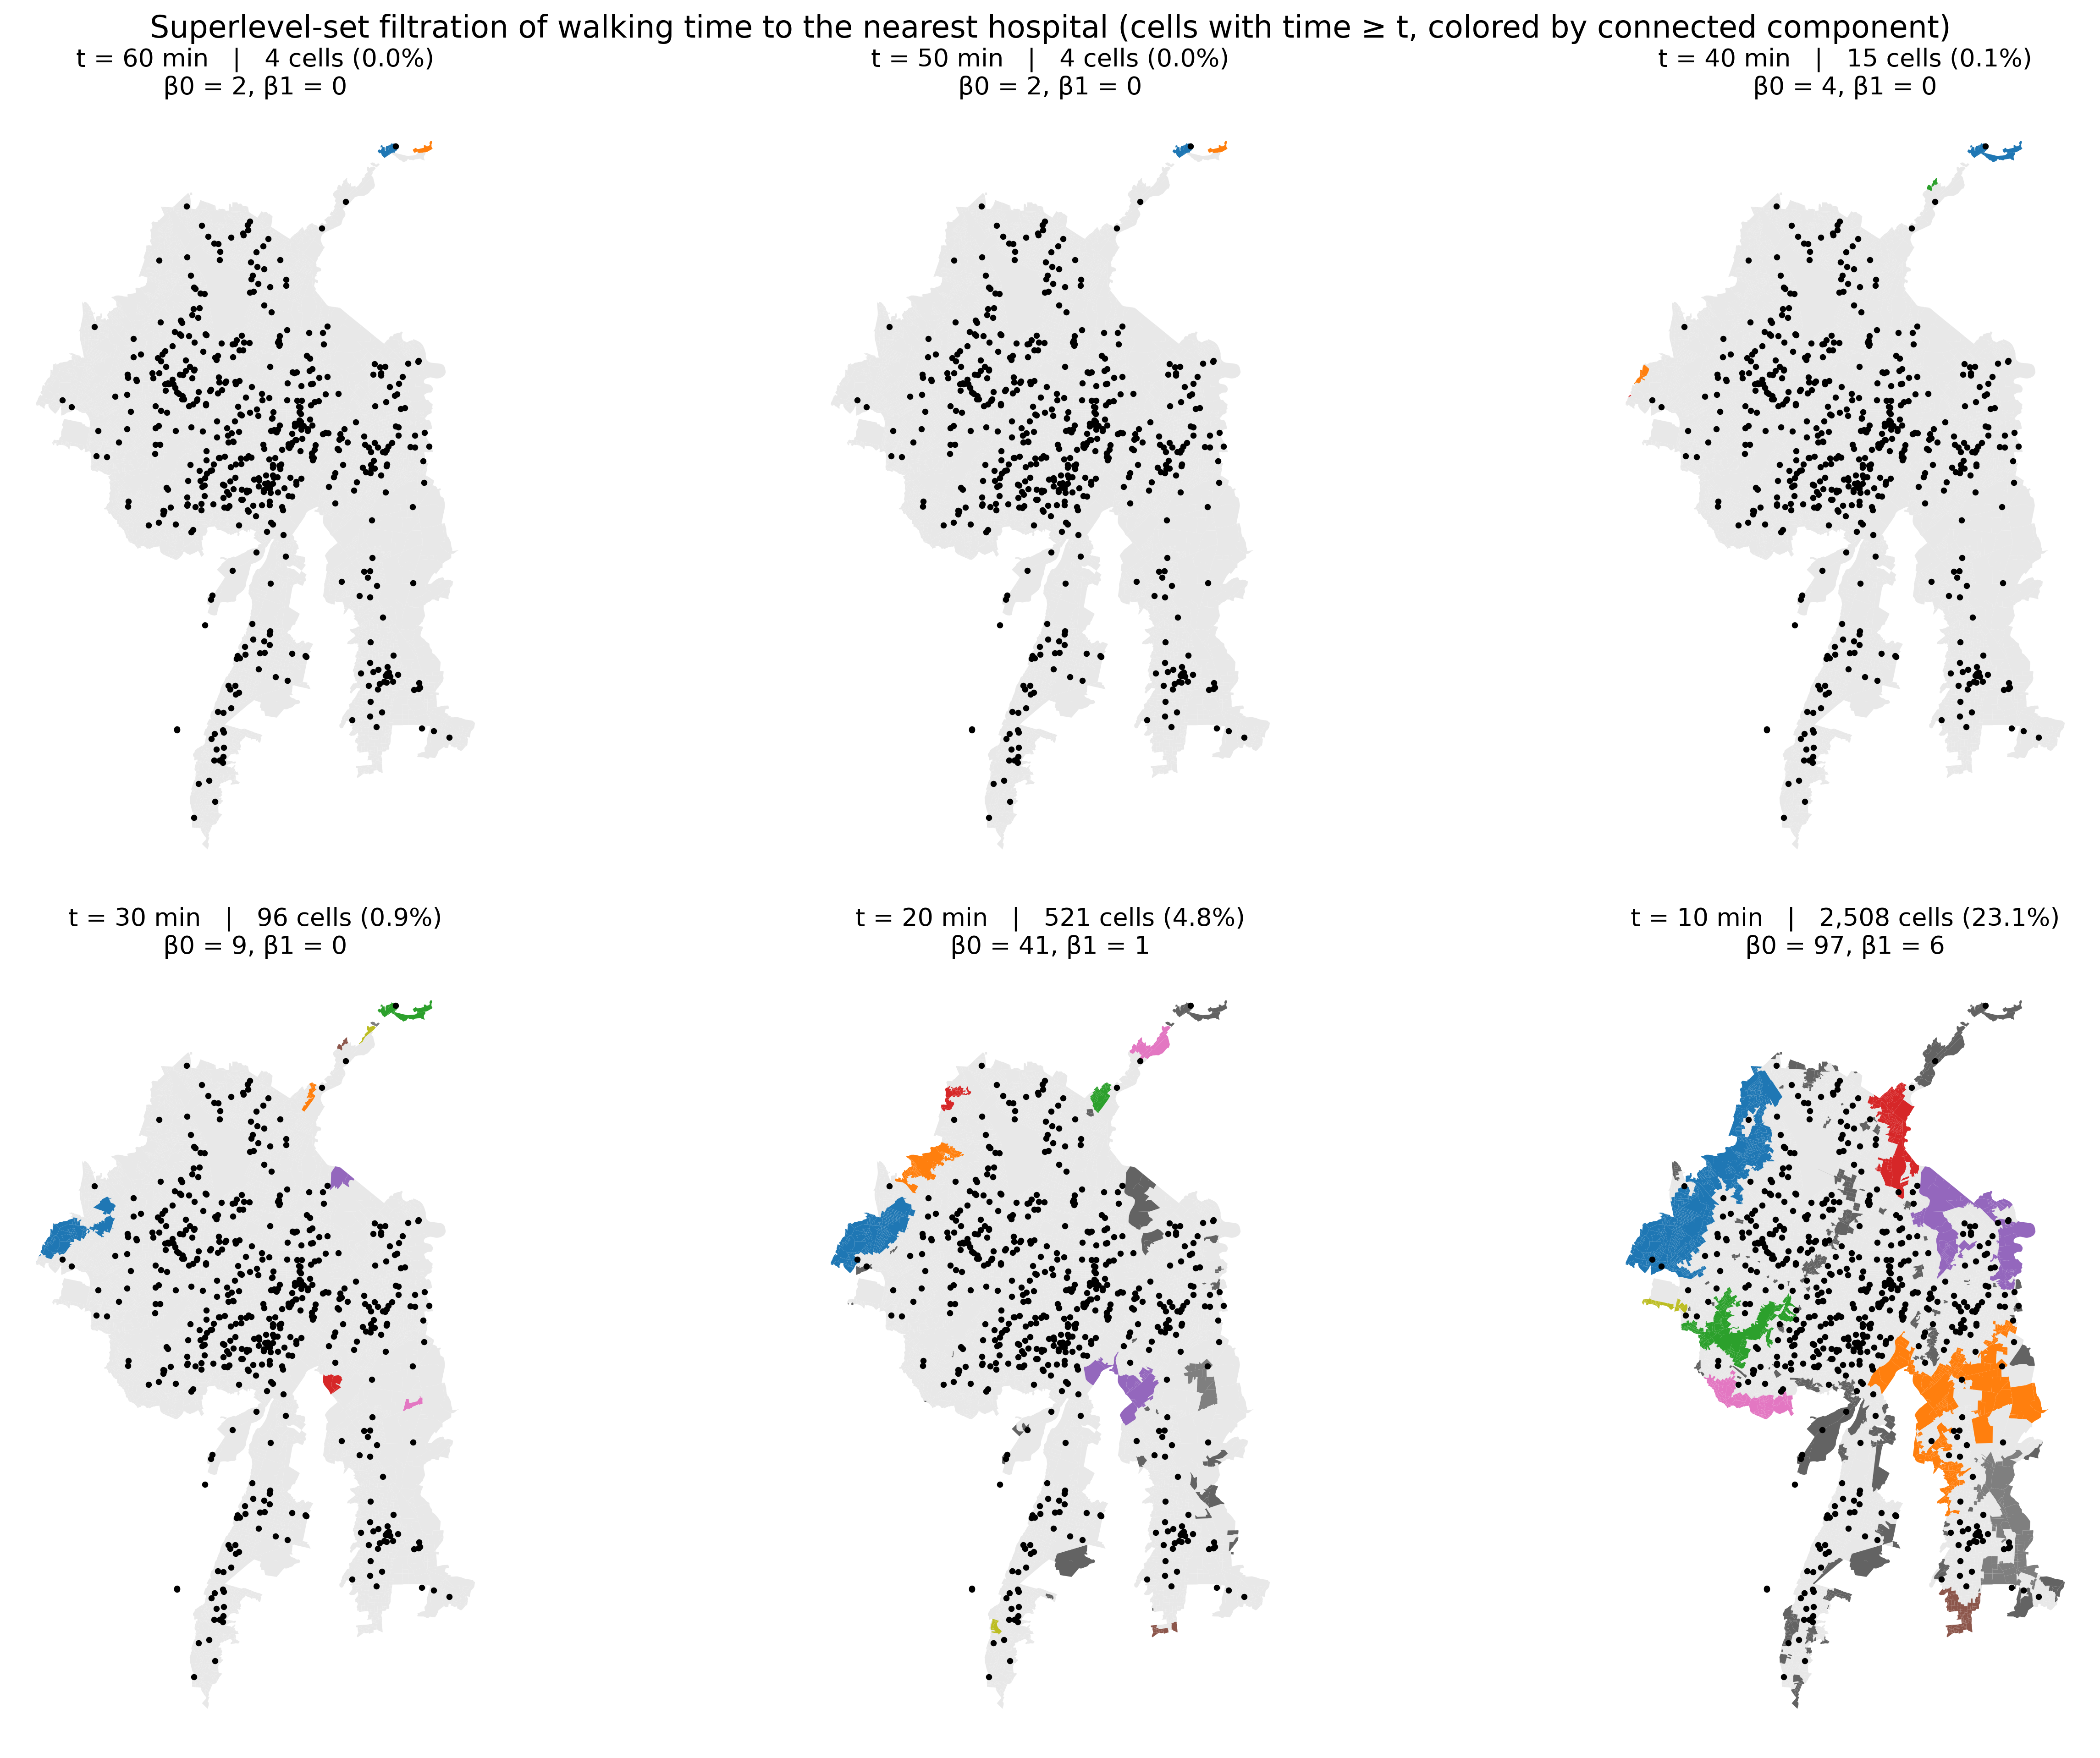 Superlevel-set filtration of walking time to the nearest hospital (cells with time ≥ t, colored by connected component)
t = 60 min | 4 cells (0.0%)
β0 = 2, β1 = 0
t = 50 min | 4 cells (0.0%)
β0 = 2, β1 = 0
t = 40 min | 15 cells (0.1%)
β0 = 4, β1 = 0
t = 30 min | 96 cells (0.9%)
β0 = 9, β1 = 0
t = 20 min | 521 cells (4.8%)
β0 = 41, β1 = 1
t = 10 min | 2,508 cells (23.1%)
β0 = 97, β1 = 6